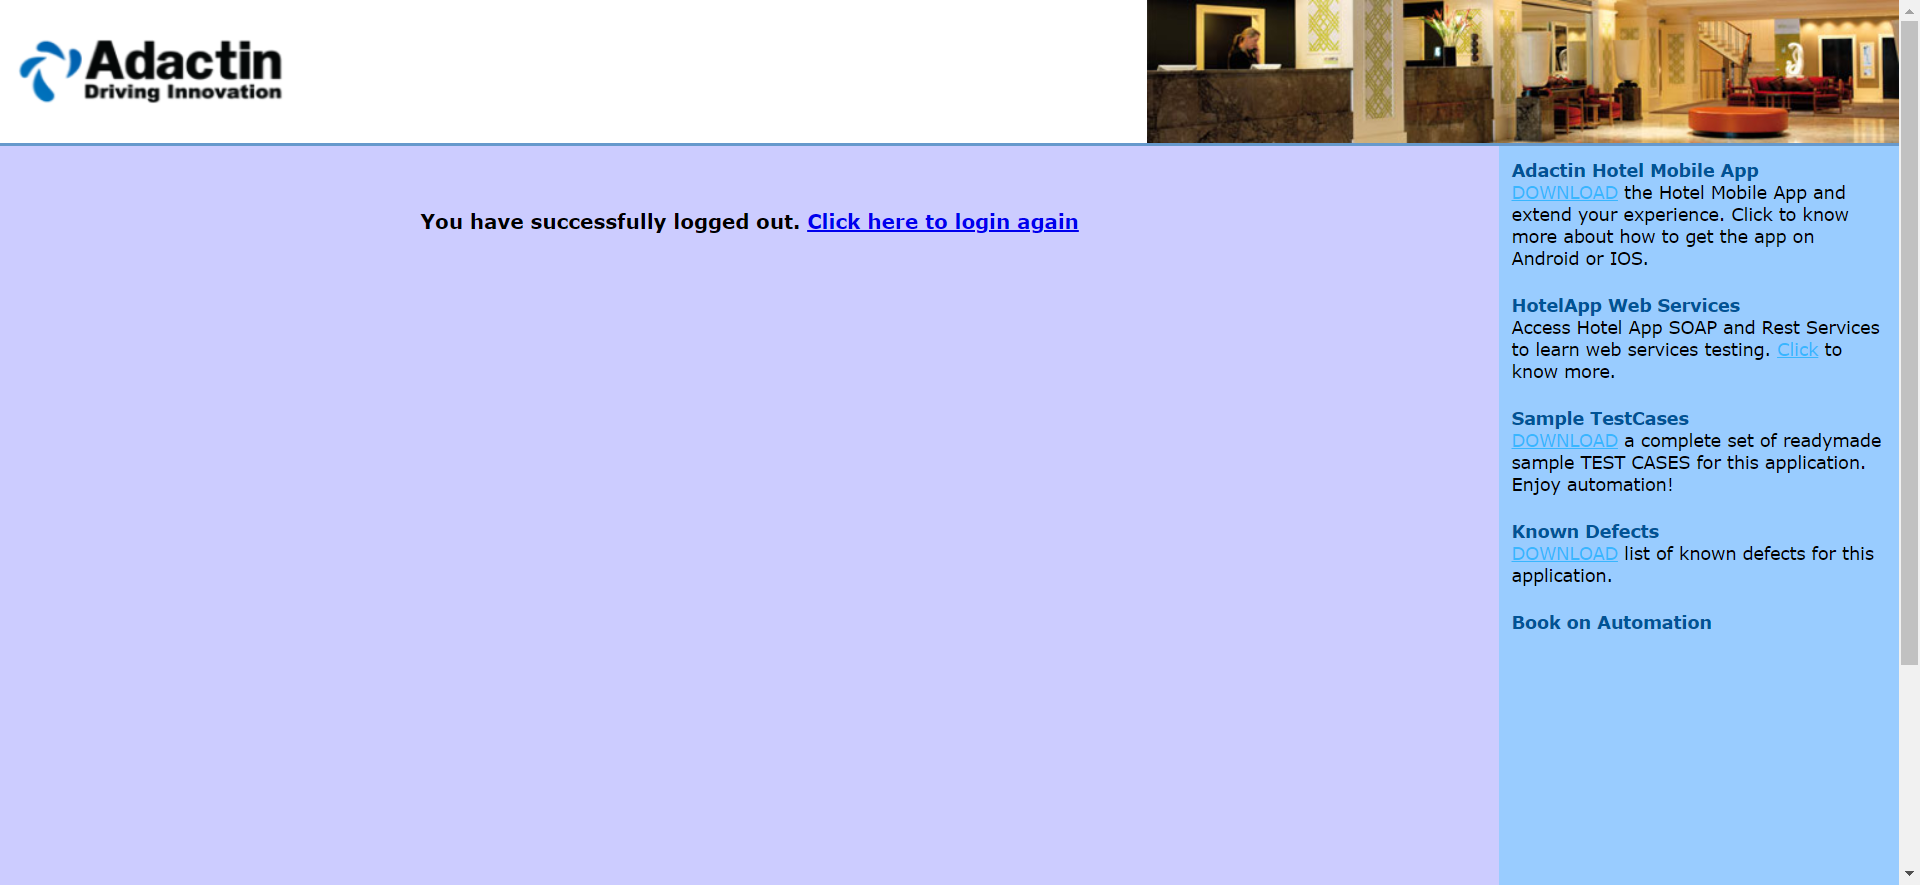 Adactin
Driving Innovation
You have successfully logged out. Click here to login again
Adactin Hotel Mobile App
DOWNLOAD the Hotel Mobile App and
extend your experience. Click to know
more about how to get the app on
Android or IOS.
HotelApp Web Services
Access Hotel App SOAP and Rest Services
to learn web services testing. Click to
know more.
Sample TestCases
DOWNLOAD a complete set of readymade
sample TEST CASES for this application.
Enjoy automation!
Known Defects
DOWNLOAD list of known defects for this
application.
Book on Automation